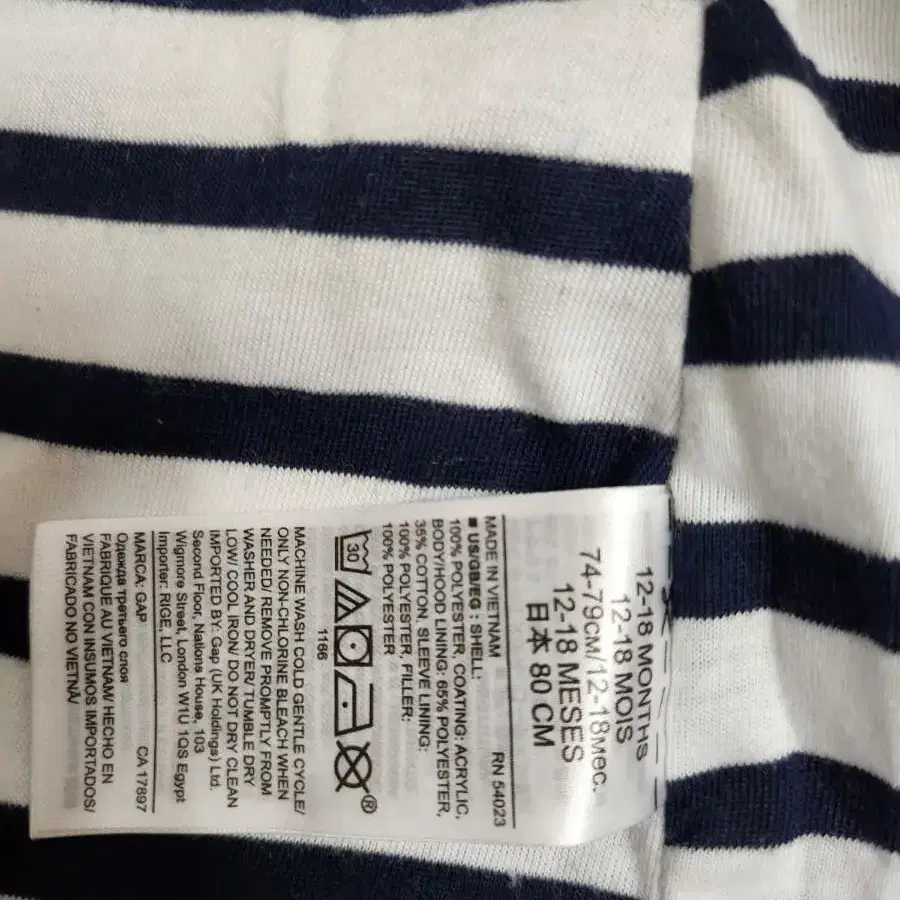 12-18 MONTHS
12-18 MOIS
74-79CM/12-18мес.
12-18 MESES
日本 80 CM
MADE IN VIETNAM RN 54023
■ US/GB/EG : SHELL:
100% POLYESTER, COATING: ACRYLIC,
BODY/HOOD LINING: 65% POLYESTER,
35% COTTON, SLEEVE LINING:
100% POLYESTER, FILLER:
100% POLYESTER
30
®
1166
MACHINE WASH COLD GENTLE CYCLE/
ONLY NON-CHLORINE BLEACH WHEN
NEEDED/ REMOVE PROMPTLY FROM
WASHER AND DRYER/ TUMBLE DRY
LOW/ COOL IRON/ DO NOT DRY CLEAN
IMPORTED BY: Gap (UK Holdings) Ltd.
Second Floor, Nations House, 103
Wigmore Street, London W1U 1QS Egypt
Importer: RIGE, LLC
MARCA: GAP CA 17897
Одежда третьего слоя
FABRIQUE AU VIETNAM/ HECHO EN
VIETNAM CON INSUMOS IMPORTADOS/
FABRICADO NO VIETNÃ/